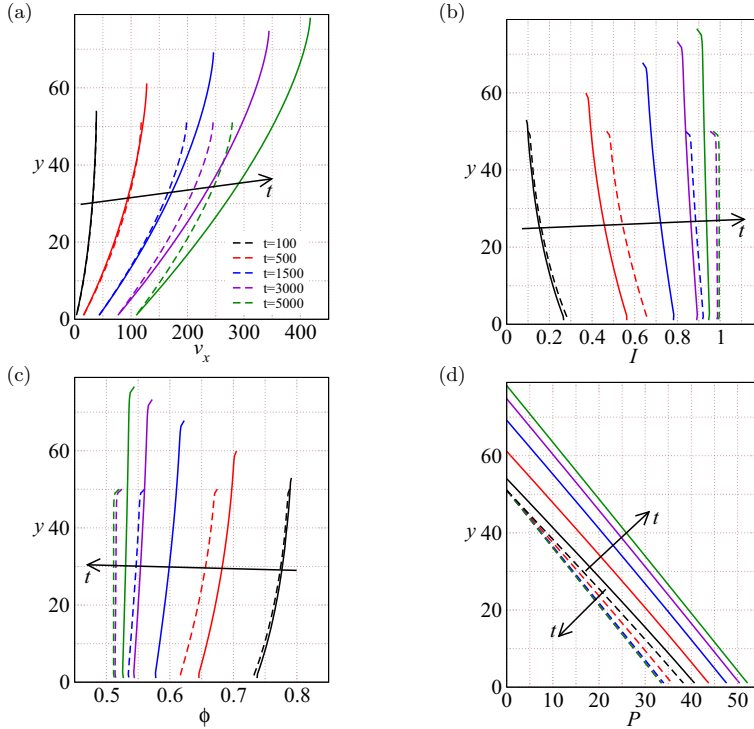 (a)
60
y 40
20
0
0 100 200 300 400
v_x
t
t=100
t=500
t=1500
t=3000
t=5000
(b)
60
y 40
20
0
0 0.2 0.4 0.6 0.8 1
I
t
(c)
60
y 40
20
0
0.5 0.6 0.7 0.8
ϕ
t
(d)
60
y 40
20
0
0 10 20 30 40 50
P
t
t